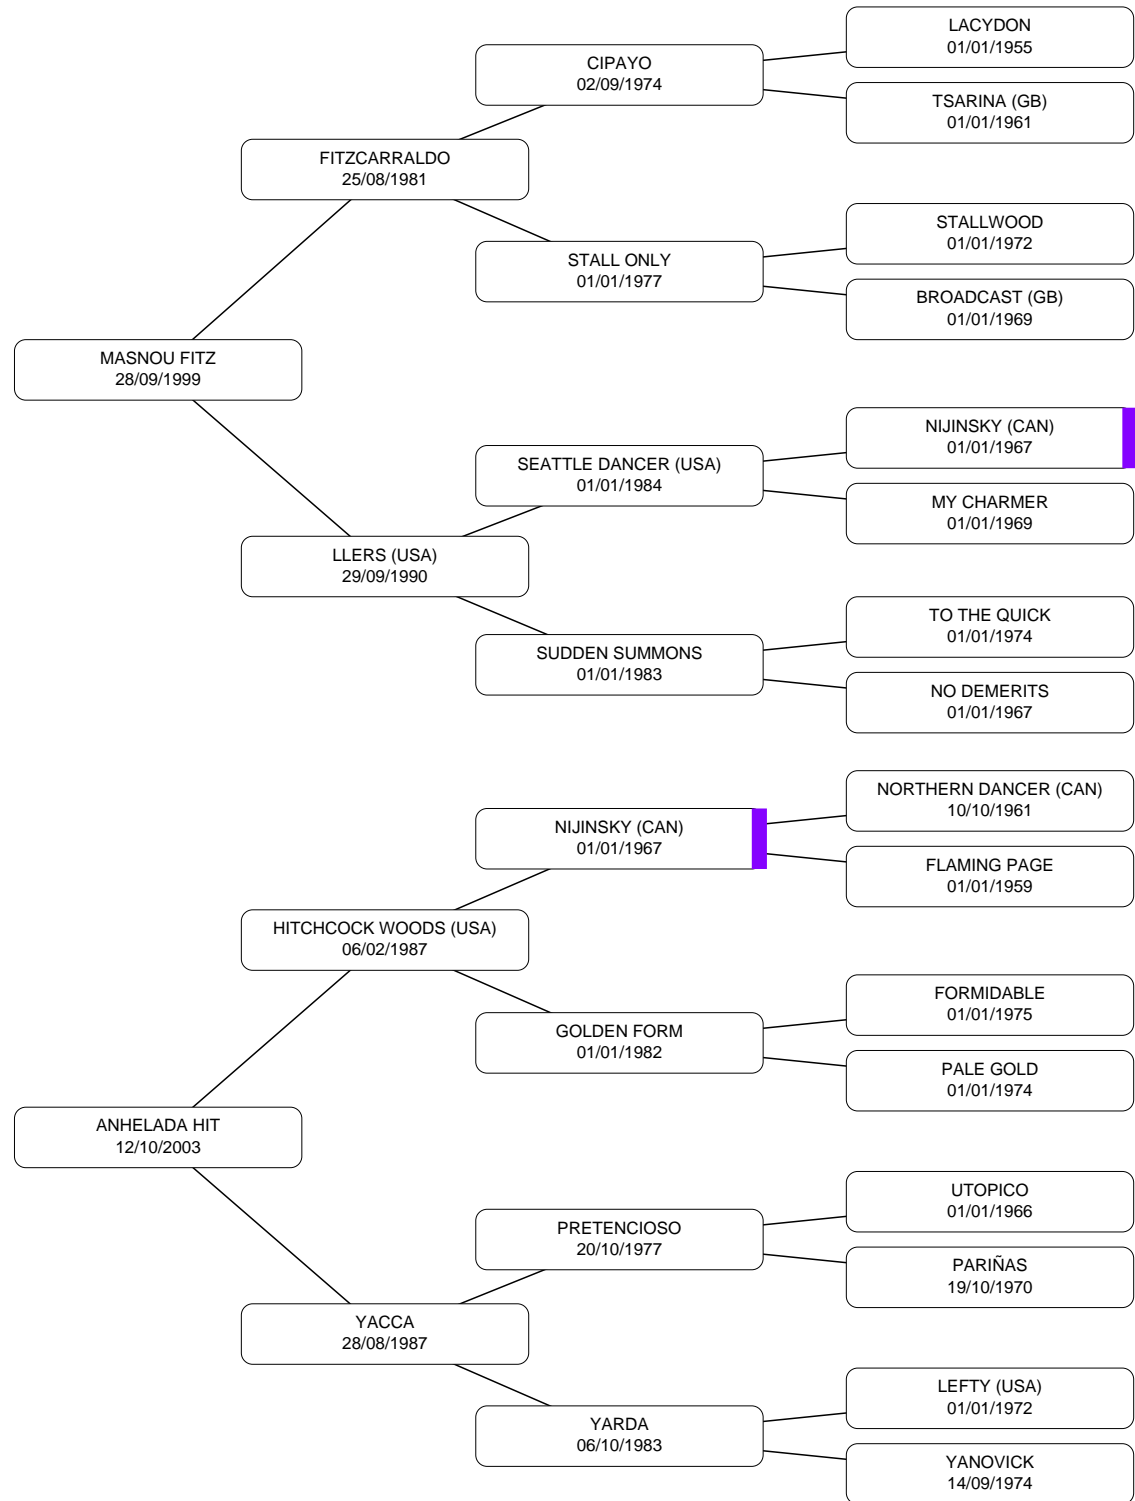 LACYDON
01/01/1955
CIPAYO
02/09/1974
TSARINA (GB)
01/01/1961
FITZCARRALDO
25/08/1981
STALLWOOD
01/01/1972
STALL ONLY
01/01/1977
BROADCAST (GB)
01/01/1969
MASNOU FITZ
28/09/1999
NIJINSKY (CAN)
01/01/1967
SEATTLE DANCER (USA)
01/01/1984
MY CHARMER
01/01/1969
LLERS (USA)
29/09/1990
TO THE QUICK
01/01/1974
SUDDEN SUMMONS
01/01/1983
NO DEMERITS
01/01/1967
NORTHERN DANCER (CAN)
10/10/1961
NIJINSKY (CAN)
01/01/1967
FLAMING PAGE
01/01/1959
HITCHCOCK WOODS (USA)
06/02/1987
FORMIDABLE
01/01/1975
GOLDEN FORM
01/01/1982
PALE GOLD
01/01/1974
ANHELADA HIT
12/10/2003
UTOPICO
01/01/1966
PRETENCIOSO
20/10/1977
PARIÑAS
19/10/1970
YACCA
28/08/1987
LEFTY (USA)
01/01/1972
YARDA
06/10/1983
YANOVICK
14/09/1974